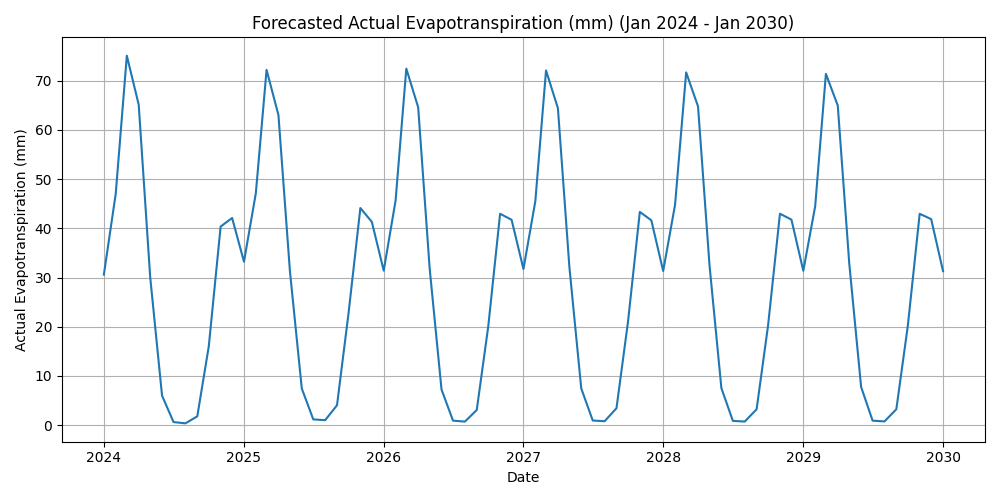 Forecasted Actual Evapotranspiration (mm) (Jan 2024 - Jan 2030)
Actual Evapotranspiration (mm)
70
60
50
40
30
20
10
0
2024 2025 2026 2027 2028 2029 2030
Date